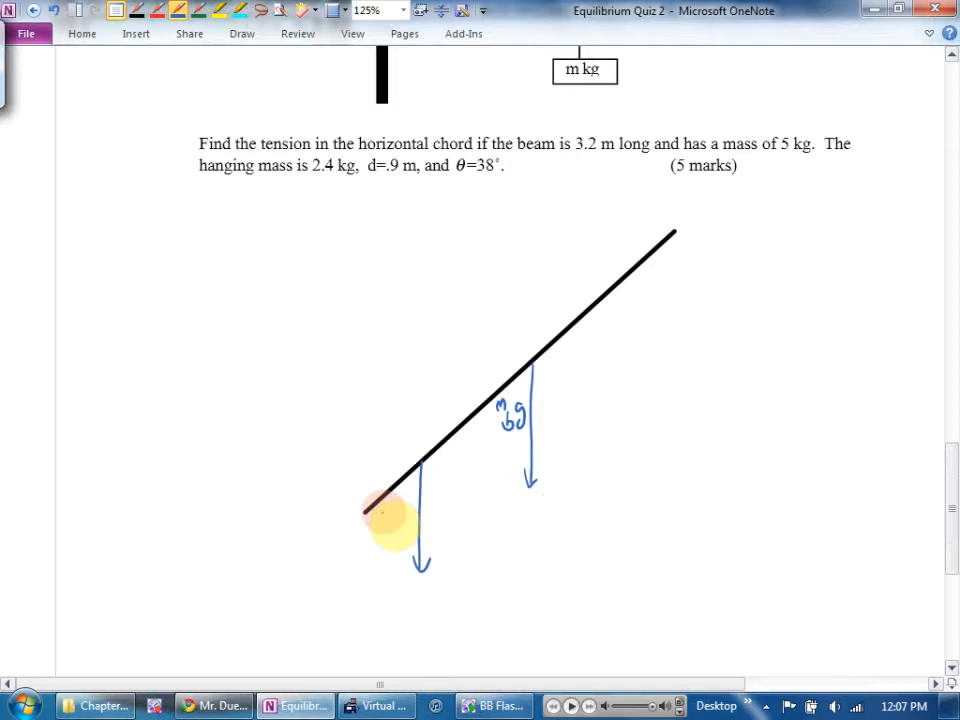 125%
Equilibrium Quiz 2 - Microsoft OneNote
File Home Insert Share Draw Review View Pages Add-Ins
m kg
Find the tension in the horizontal chord if the beam is 3.2 m long and has a mass of 5 kg. The
hanging mass is 2.4 kg, d=.9 m, and θ=38°. (5 marks)
mbg
Chapter... Mr. Due... Equilibri... Virtual ... BB Flas... Desktop 12:07 PM